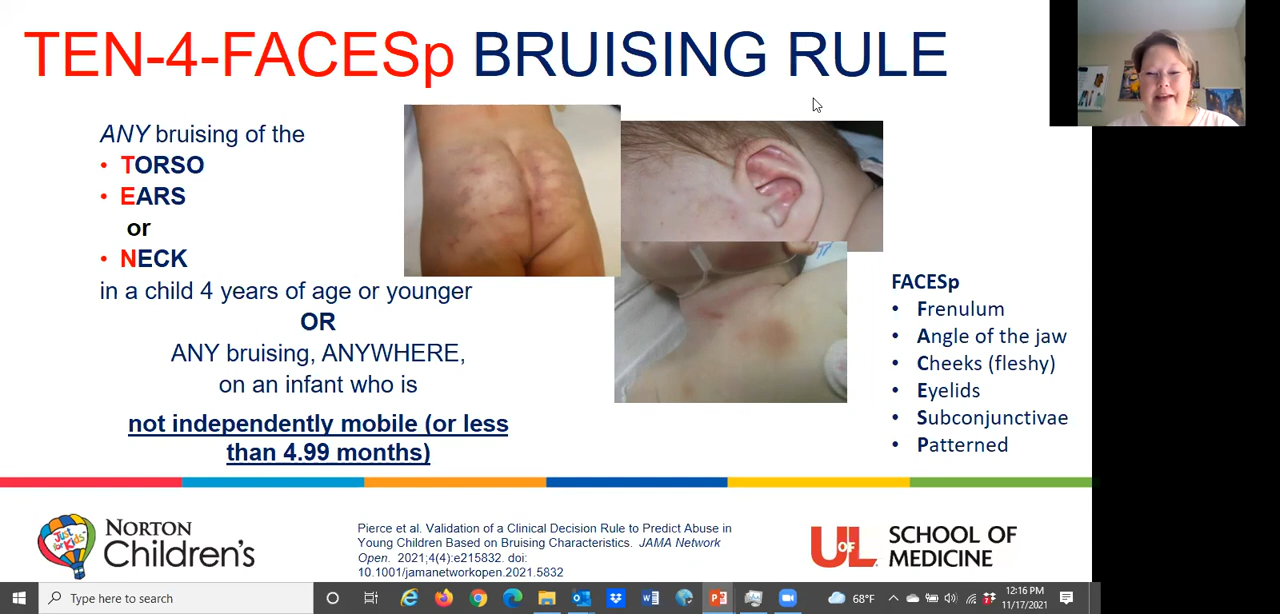 TEN-4-FACESp BRUISING RULE
ANY bruising of the
• TORSO
• EARS
or
• NECK
in a child 4 years of age or younger
OR
ANY bruising, ANYWHERE,
on an infant who is
not independently mobile (or less
than 4.99 months)
FACESp
• Frenulum
• Angle of the jaw
• Cheeks (fleshy)
• Eyelids
• Subconjunctivae
• Patterned
Just for Kids
NORTON
Children's
Pierce et al. Validation of a Clinical Decision Rule to Predict Abuse in
Young Children Based on Bruising Characteristics. JAMA Network
Open. 2021;4(4):e215832. doi:
10.1001/jamanetworkopen.2021.5832
UofL
SCHOOL OF
MEDICINE
Type here to search
68°F
12:16 PM
11/17/2021